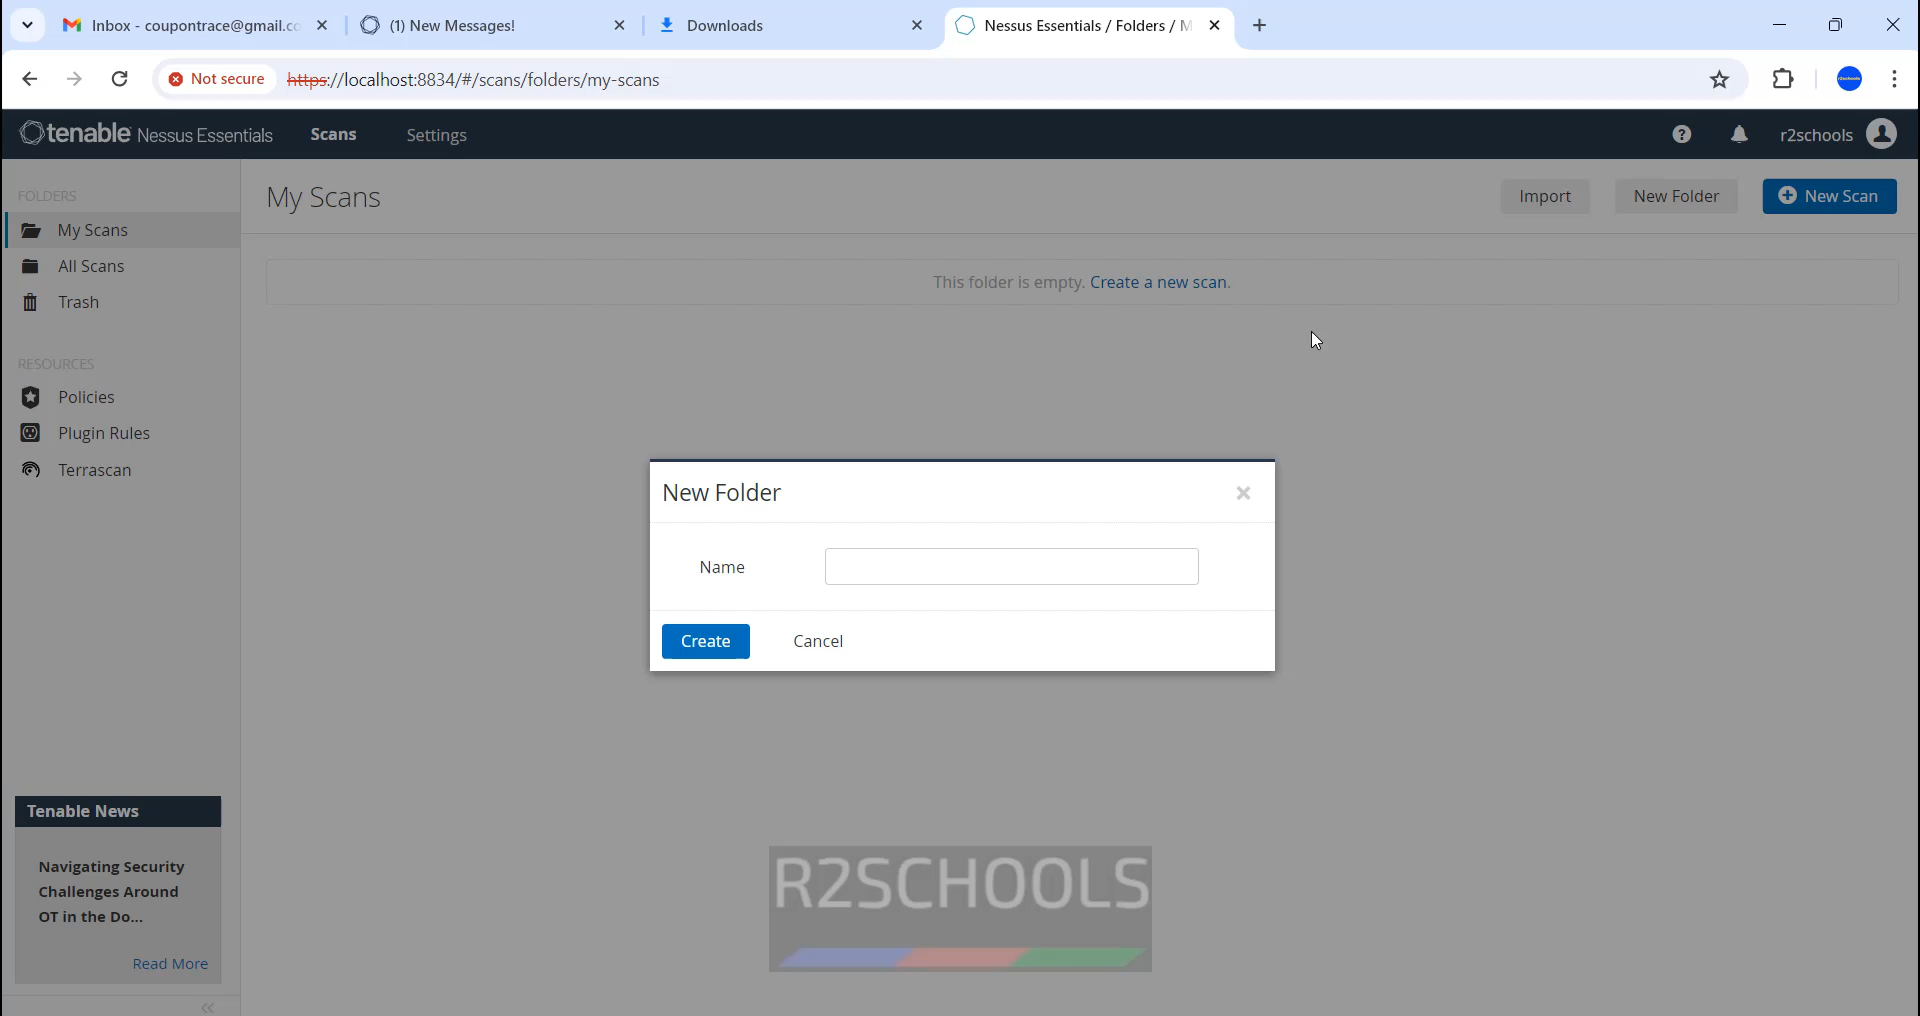 Inbox - coupontrace@gmail.co
(1) New Messages!
Downloads
Nessus Essentials / Folders / M
Not secure
https://localhost:8834/#/scans/folders/my-scans
tenable Nessus Essentials
Scans
Settings
r2schools
FOLDERS
My Scans
All Scans
Trash
RESOURCES
Policies
Plugin Rules
Terrascan
My Scans
Import
New Folder
New Scan
This folder is empty. Create a new scan.
New Folder
Name
Create
Cancel
Tenable News
Navigating Security
Challenges Around
OT in the Do...
Read More
R2SCHOOLS